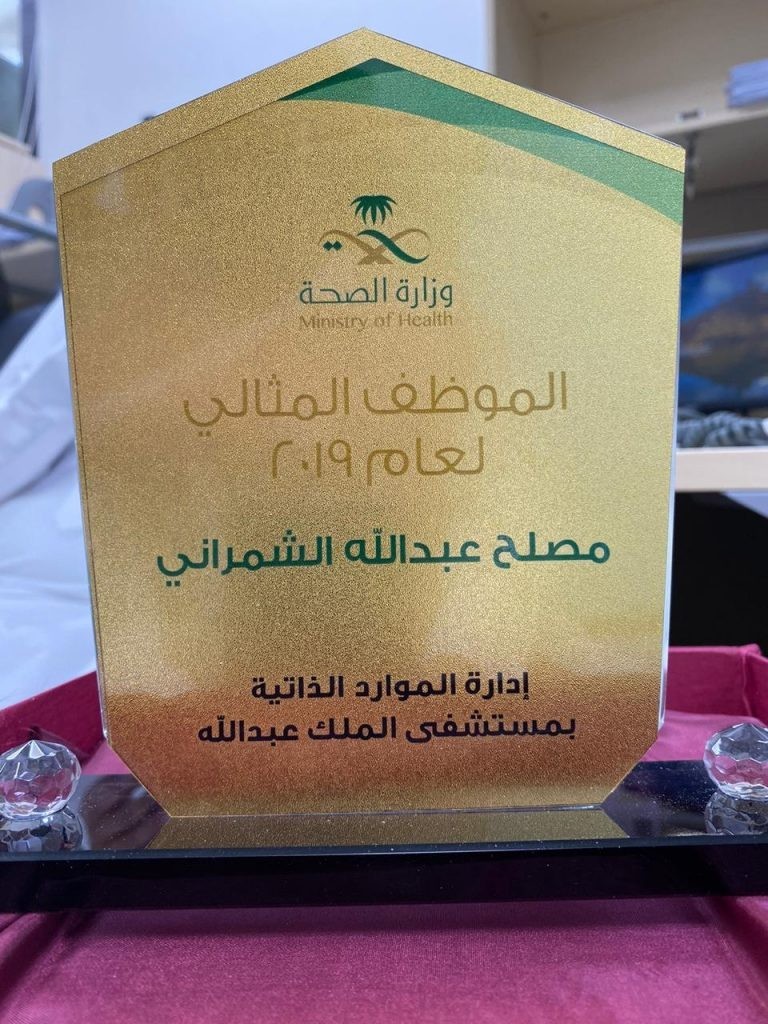 وزارة الصحة
Ministry of Health
الموظف المثالي
لعام ٢٠١٩
مصلح عبدالله الشمراني
إدارة الموارد الذاتية
بمستشفى الملك عبدالله